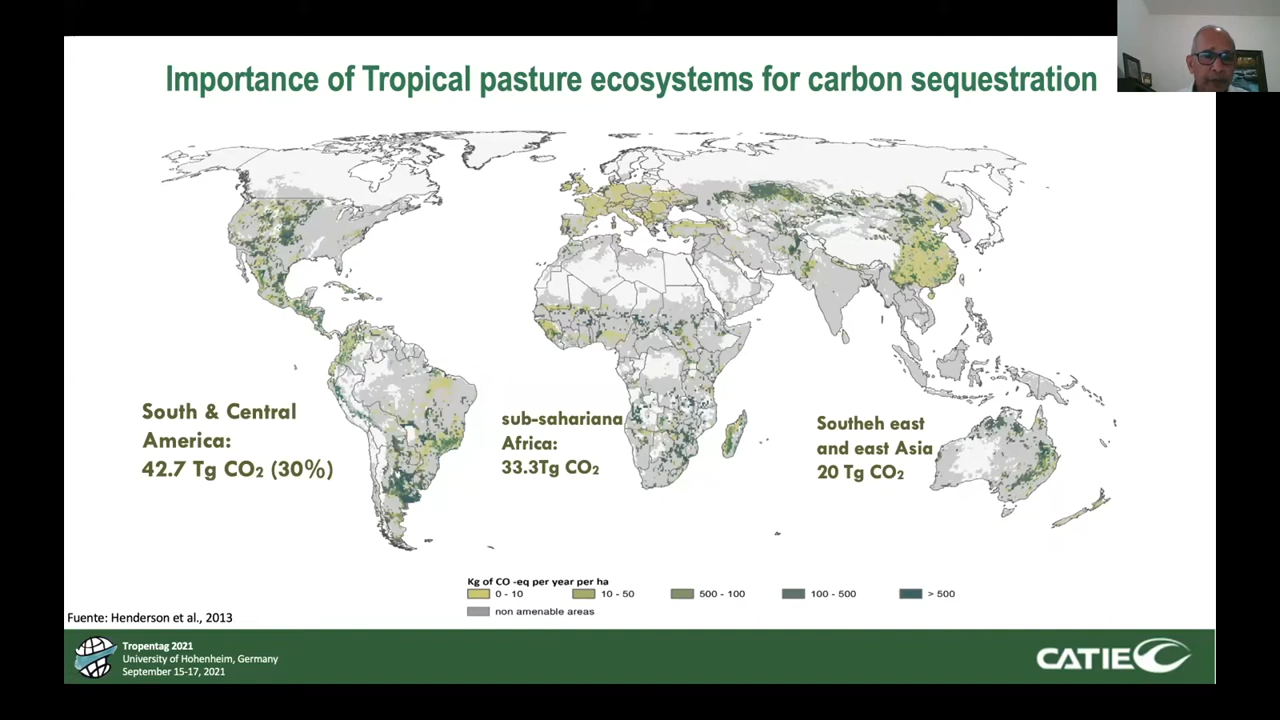 Importance of Tropical pasture ecosystems for carbon sequestration
South & Central
America:
42.7 Tg CO₂ (30%)
sub-sahariana
Africa:
33.3Tg CO₂
Southeh east
and east Asia
20 Tg CO₂
Kg of CO -eq per year per ha
0 - 10
10 - 50
500 - 100
100 - 500
> 500
non amenable areas
Fuente: Henderson et al., 2013
Tropentag 2021
University of Hohenheim, Germany
September 15-17, 2021
CATIE